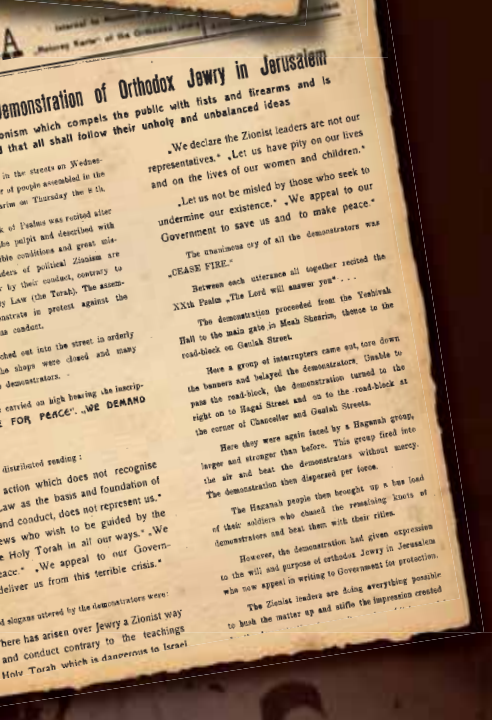 A
Demonstration of Orthodox Jewry in Jerusalem
onism which compels the public with fists and firearms and is
d that all shall follow their unholy and unbalanced ideas
in the streets on Wednes-
r of people assembled in the
arim on Thursday the 8 th.
k of Psalms was recited after
the pulpit and described with
ible conditions and great mis-
ders of political Zionism are
r by their conduct, contrary to
y Law (the Torah). The assem-
onstrate in protest against the
us conduct.
ched out into the street in orderly
he shops were closed and many
demonstrators.
carried on high bearing the inscrip-
E FOR PEACE". „WE DEMAND
distributed reading :
action which does not recognise
Law as the basis and foundation of
and conduct, does not represent us."
ews who wish to be guided by the
e Holy Torah in all our ways." „We
eace." „We appeal to our Govern-
deliver us from this terrible crisis."
d slogans uttered by the demonstrators were:
here has arisen over Jewry a Zionist way
and conduct contrary to the teachings
Holy Torah which is dangerous to Israel
„We declare the Zionist leaders are not our
representatives." „Let us have pity on our lives
and on the lives of our women and children."
„Let us not be misled by those who seek to
undermine our existence." „We appeal to our
Government to save us and to make peace."
The unanimous cry of all the demonstrators was
„CEASE FIRE."
Between each utterance all together recited the
XXth Psalm „The Lord will answer you" . . .
The demonstration proceeded from the Yeshivah
Hall to the main gate in Meah Shearim, thence to the
road-block on Geulah Street.
Here a group of interrupters came out, tore down
the banners and belayed the demonstrators. Unable to
pass the road-block, the demonstration turned to the
right on to Hagai Street and on to the road-block at
the corner of Chancellor and Geulah Streets.
Here they were again faced by a Haganah group,
larger and stronger than before. This group fired into
the air and beat the demonstrators without mercy.
The demonstration then dispersed per force.
The Haganah people then brought up a bus load
of their soldiers who chased the remaining knots of
demonstrators and beat them with their rifles.
However, the demonstration had given expression
to the will and purpose of orthodox Jewry in Jerusalem
who now appeal in writing to Government for protection.
The Zionist leaders are doing everything possible
to hush the matter up and stifle the impression created